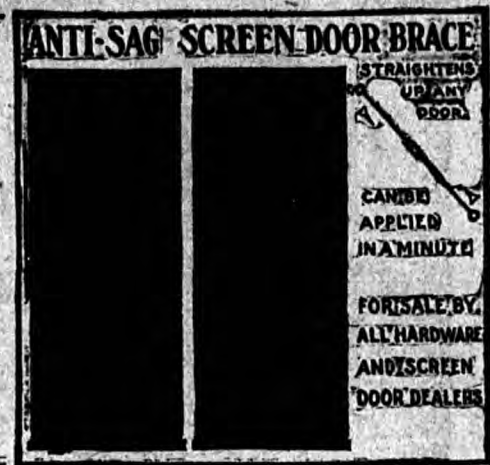 ANTI-SAG SCREEN DOOR BRACE
STRAIGHTENS
UP ANY
DOOR
CAN BE
APPLIED
IN A MINUTE
FOR SALE BY
ALL HARDWARE
AND SCREEN
DOOR DEALERS